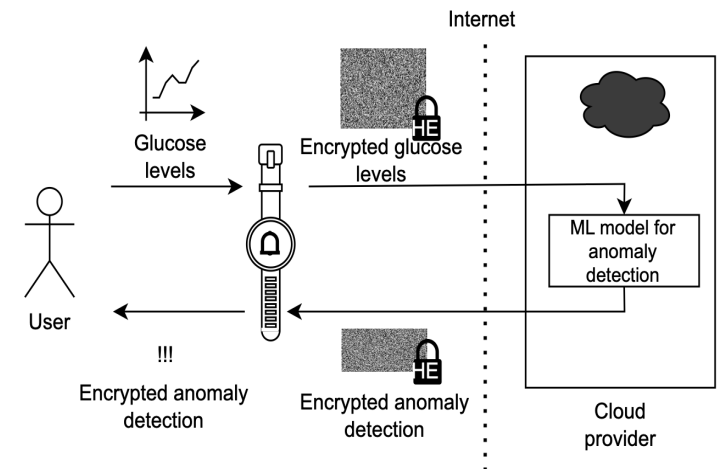 Internet
Glucose
levels
HE
Encrypted glucose
levels
ML model for
anomaly
detection
User
!!!
Encrypted anomaly
detection
HE
Encrypted anomaly
detection
Cloud
provider